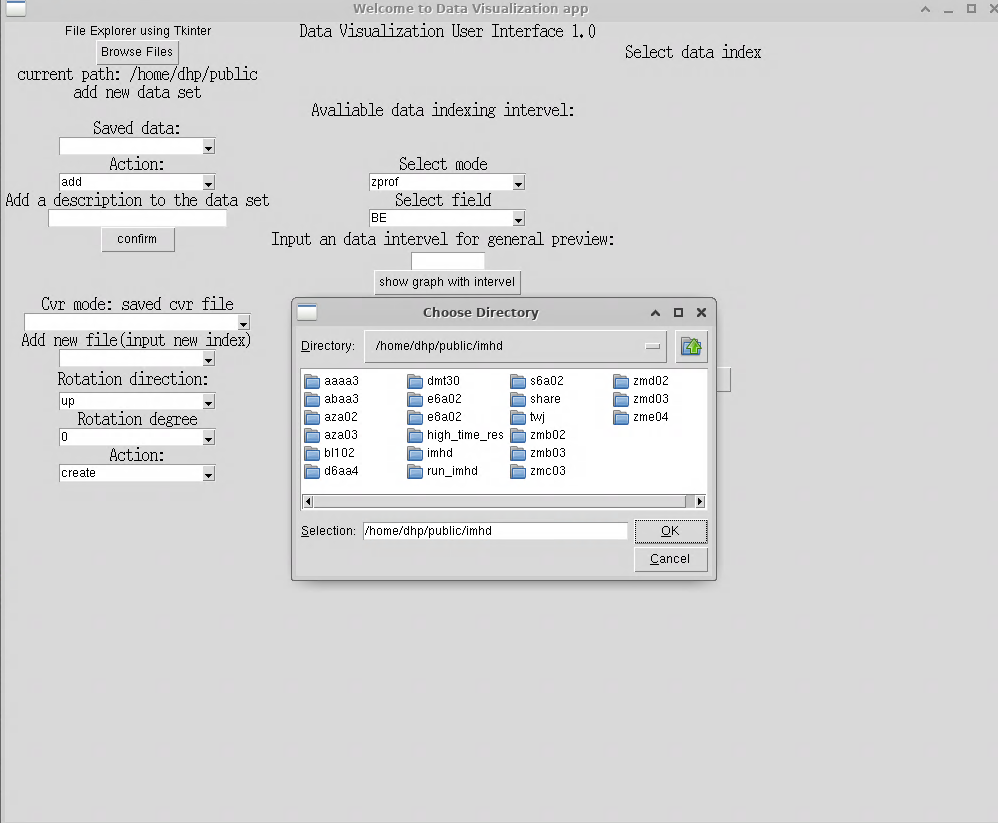 Welcome to Data Visualization app
File Explorer using Tkinter
Browse Files
current path: /home/dhp/public
add new data set
Saved data:
Action:
add
Add a description to the data set
confirm
Cvr mode: saved cvr file
Add new file(input new index)
Rotation direction:
up
Rotation degree
0
Action:
create
Data Visualization User Interface 1.0
Avaliable data indexing intervel:
Select mode
zprof
Select field
BE
Input an data intervel for general preview:
show graph with intervel
Select data index
Choose Directory
Directory: /home/dhp/public/imhd
aaaa3 dmt30 s6a02 zmd02
abaa3 e6a02 share zmd03
aza02 e8a02 twj zme04
aza03 high_time_res zmb02
bl102 imhd zmb03
d6aa4 run_imhd zmc03
Selection: /home/dhp/public/imhd OK
Cancel